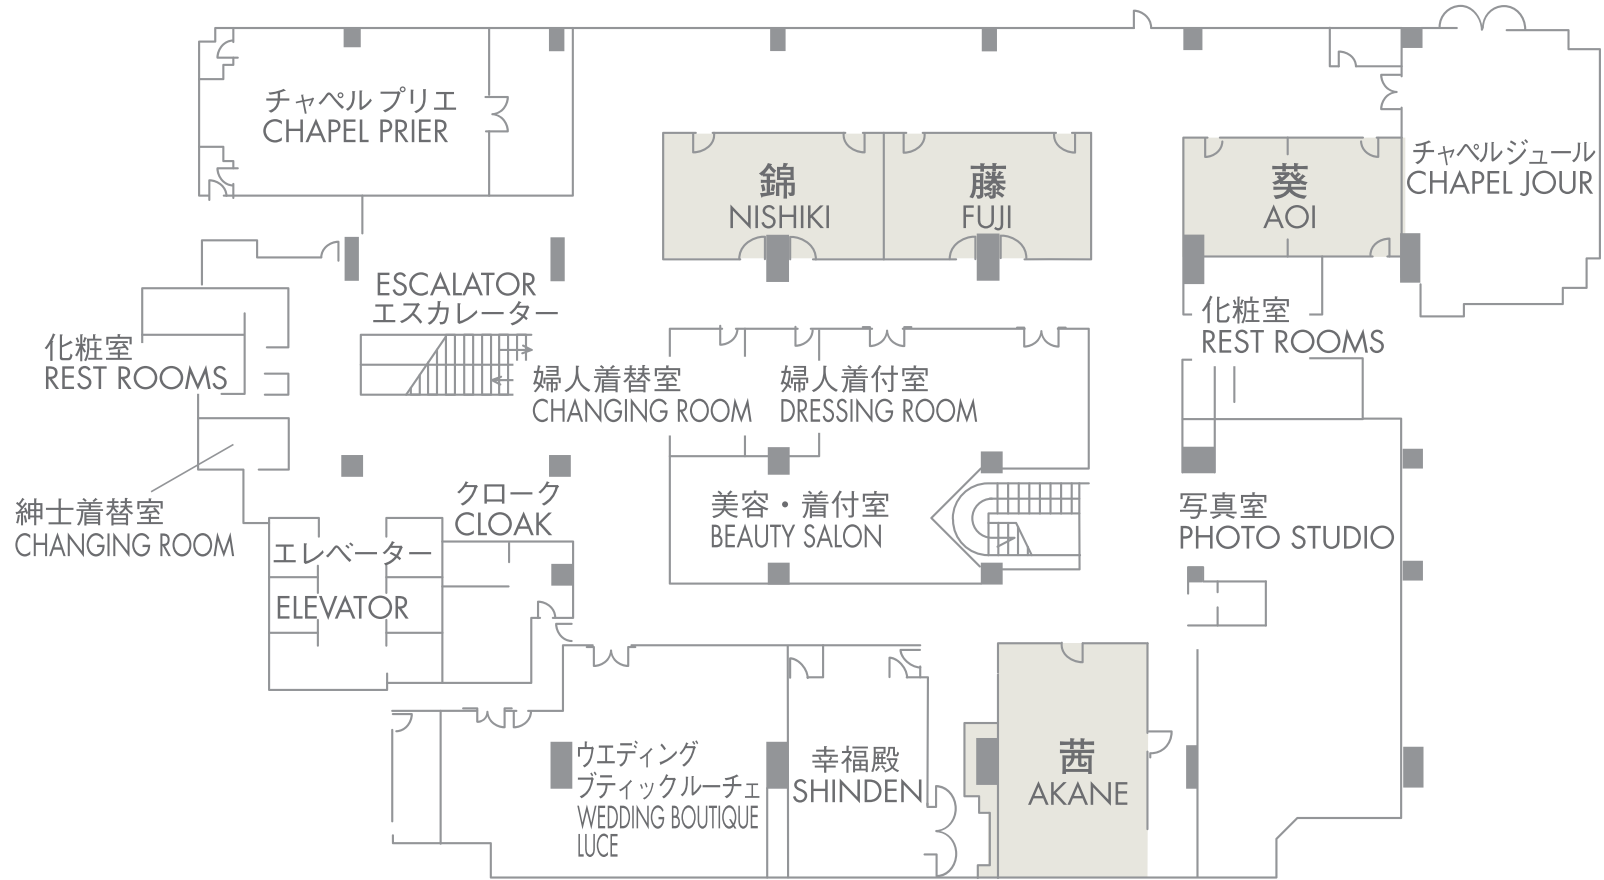 チャペル プリエ
CHAPEL PRIER
錦
NISHIKI
藤
FUJI
葵
AOI
チャペルジュール
CHAPEL JOUR
ESCALATOR
エスカレーター
化粧室
REST ROOMS
化粧室
REST ROOMS
婦人着替室
CHANGING ROOM
婦人着付室
DRESSING ROOM
紳士着替室
CHANGING ROOM
クローク
CLOAK
美容・着付室
BEAUTY SALON
写真室
PHOTO STUDIO
エレベーター
ELEVATOR
ウエディング
ブティックルーチェ
WEDDING BOUTIQUE
LUCE
幸福殿
SHINDEN
茜
AKANE